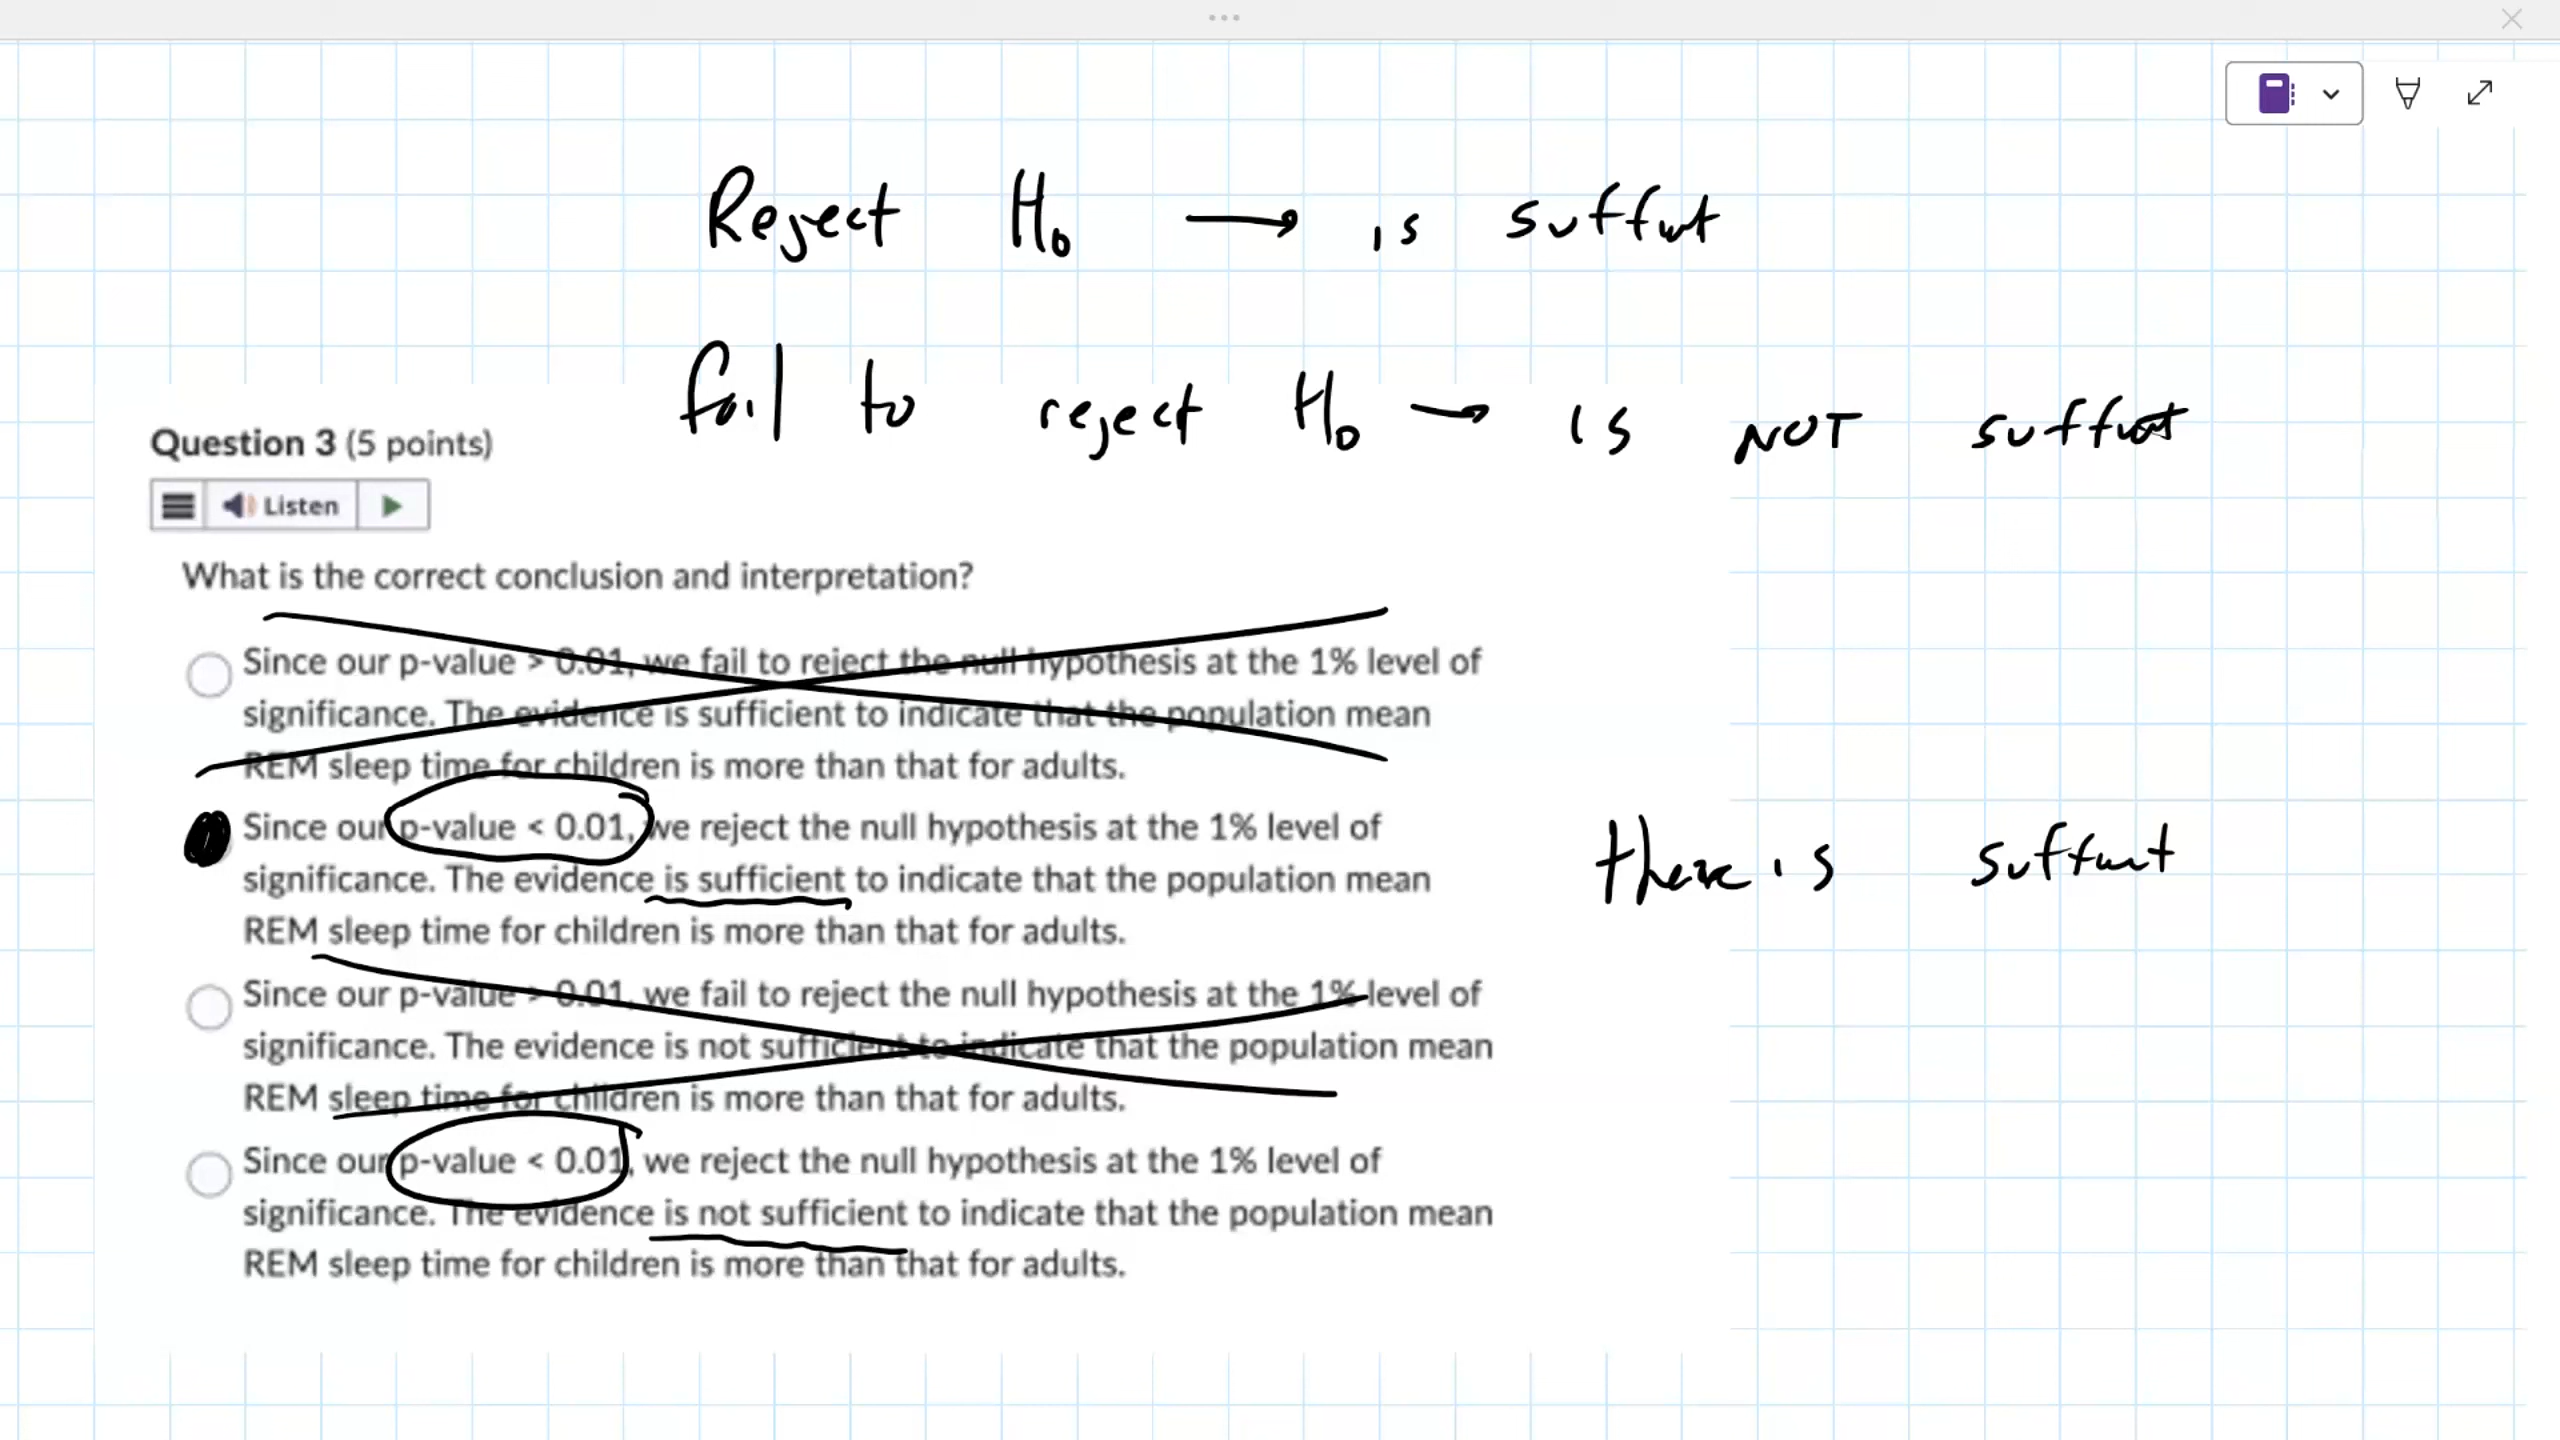 Reject H₀ → is suffint
fail to reject H₀ → is NOT suffint
Question 3 (5 points)
Listen
What is the correct conclusion and interpretation?
Since our p-value > 0.01, we fail to reject the null hypothesis at the 1% level of
significance. The evidence is sufficient to indicate that the population mean
REM sleep time for children is more than that for adults.
Since our p-value < 0.01, we reject the null hypothesis at the 1% level of
significance. The evidence is sufficient to indicate that the population mean
REM sleep time for children is more than that for adults.
there is suffint
Since our p-value > 0.01, we fail to reject the null hypothesis at the 1% level of
significance. The evidence is not sufficient to indicate that the population mean
REM sleep time for children is more than that for adults.
Since our p-value < 0.01, we reject the null hypothesis at the 1% level of
significance. The evidence is not sufficient to indicate that the population mean
REM sleep time for children is more than that for adults.